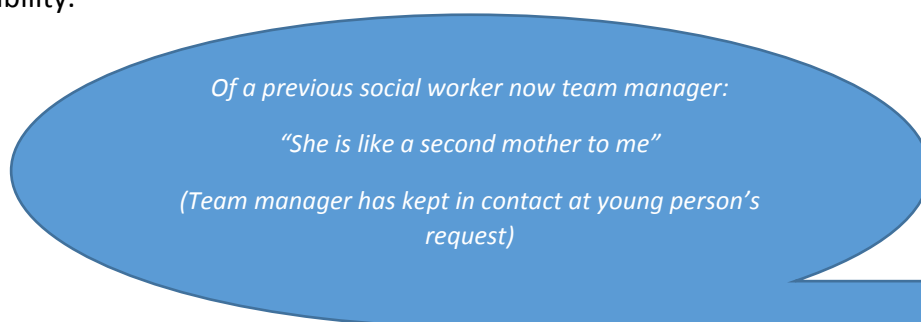 Of a previous social worker now team manager:
“She is like a second mother to me”
(Team manager has kept in contact at young person’s
request)